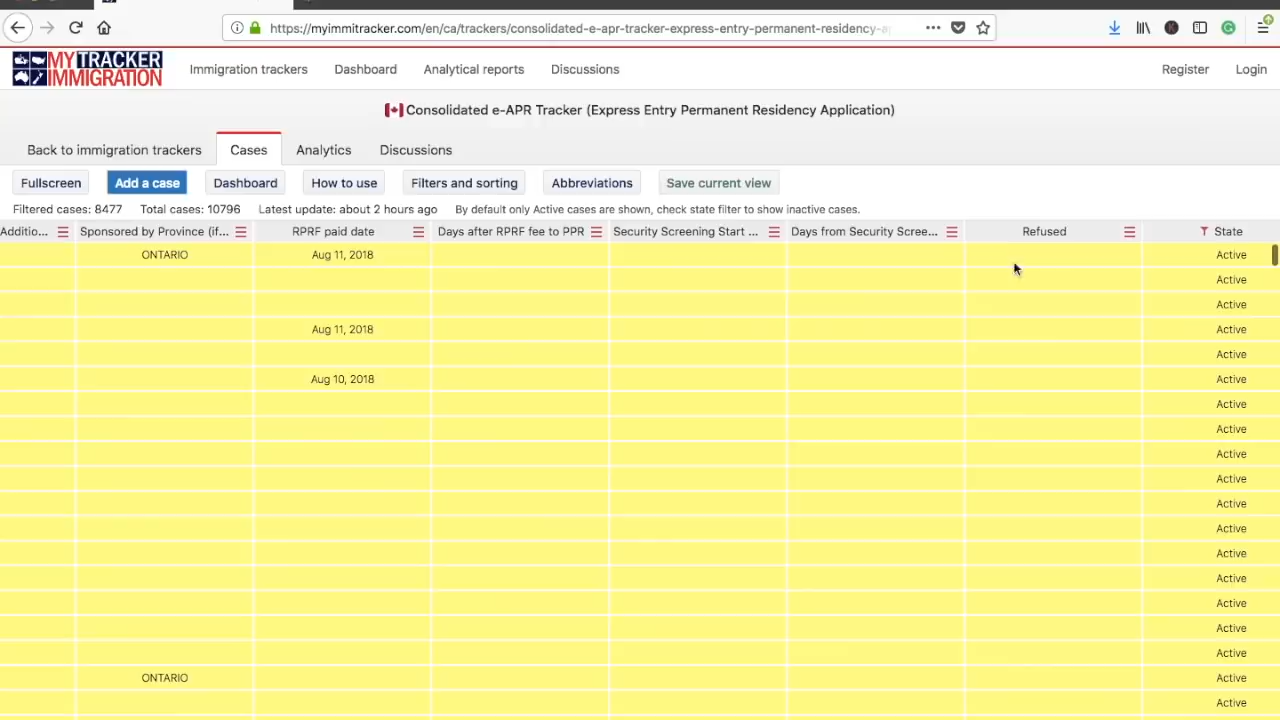 https://myimmitracker.com/en/ca/trackers/consolidated-e-apr-tracker-express-entry-permanent-residency-a
MYTRACKER
IMMIGRATION
Immigration trackers Dashboard Analytical reports Discussions Register Login
Consolidated e-APR Tracker (Express Entry Permanent Residency Application)
Back to immigration trackers Cases Analytics Discussions
Fullscreen Add a case Dashboard How to use Filters and sorting Abbreviations Save current view
Filtered cases: 8477 Total cases: 10796 Latest update: about 2 hours ago By default only Active cases are shown, check state filter to show inactive cases.
Additio... Sponsored by Province (if... RPRF paid date Days after RPRF fee to PPR Security Screening Start ... Days from Security Scree... Refused State
ONTARIO Aug 11, 2018 Active
Active
Active
Aug 11, 2018 Active
Active
Aug 10, 2018 Active
Active
Active
Active
Active
Active
Active
Active
Active
Active
Active
Active
ONTARIO Active
Active